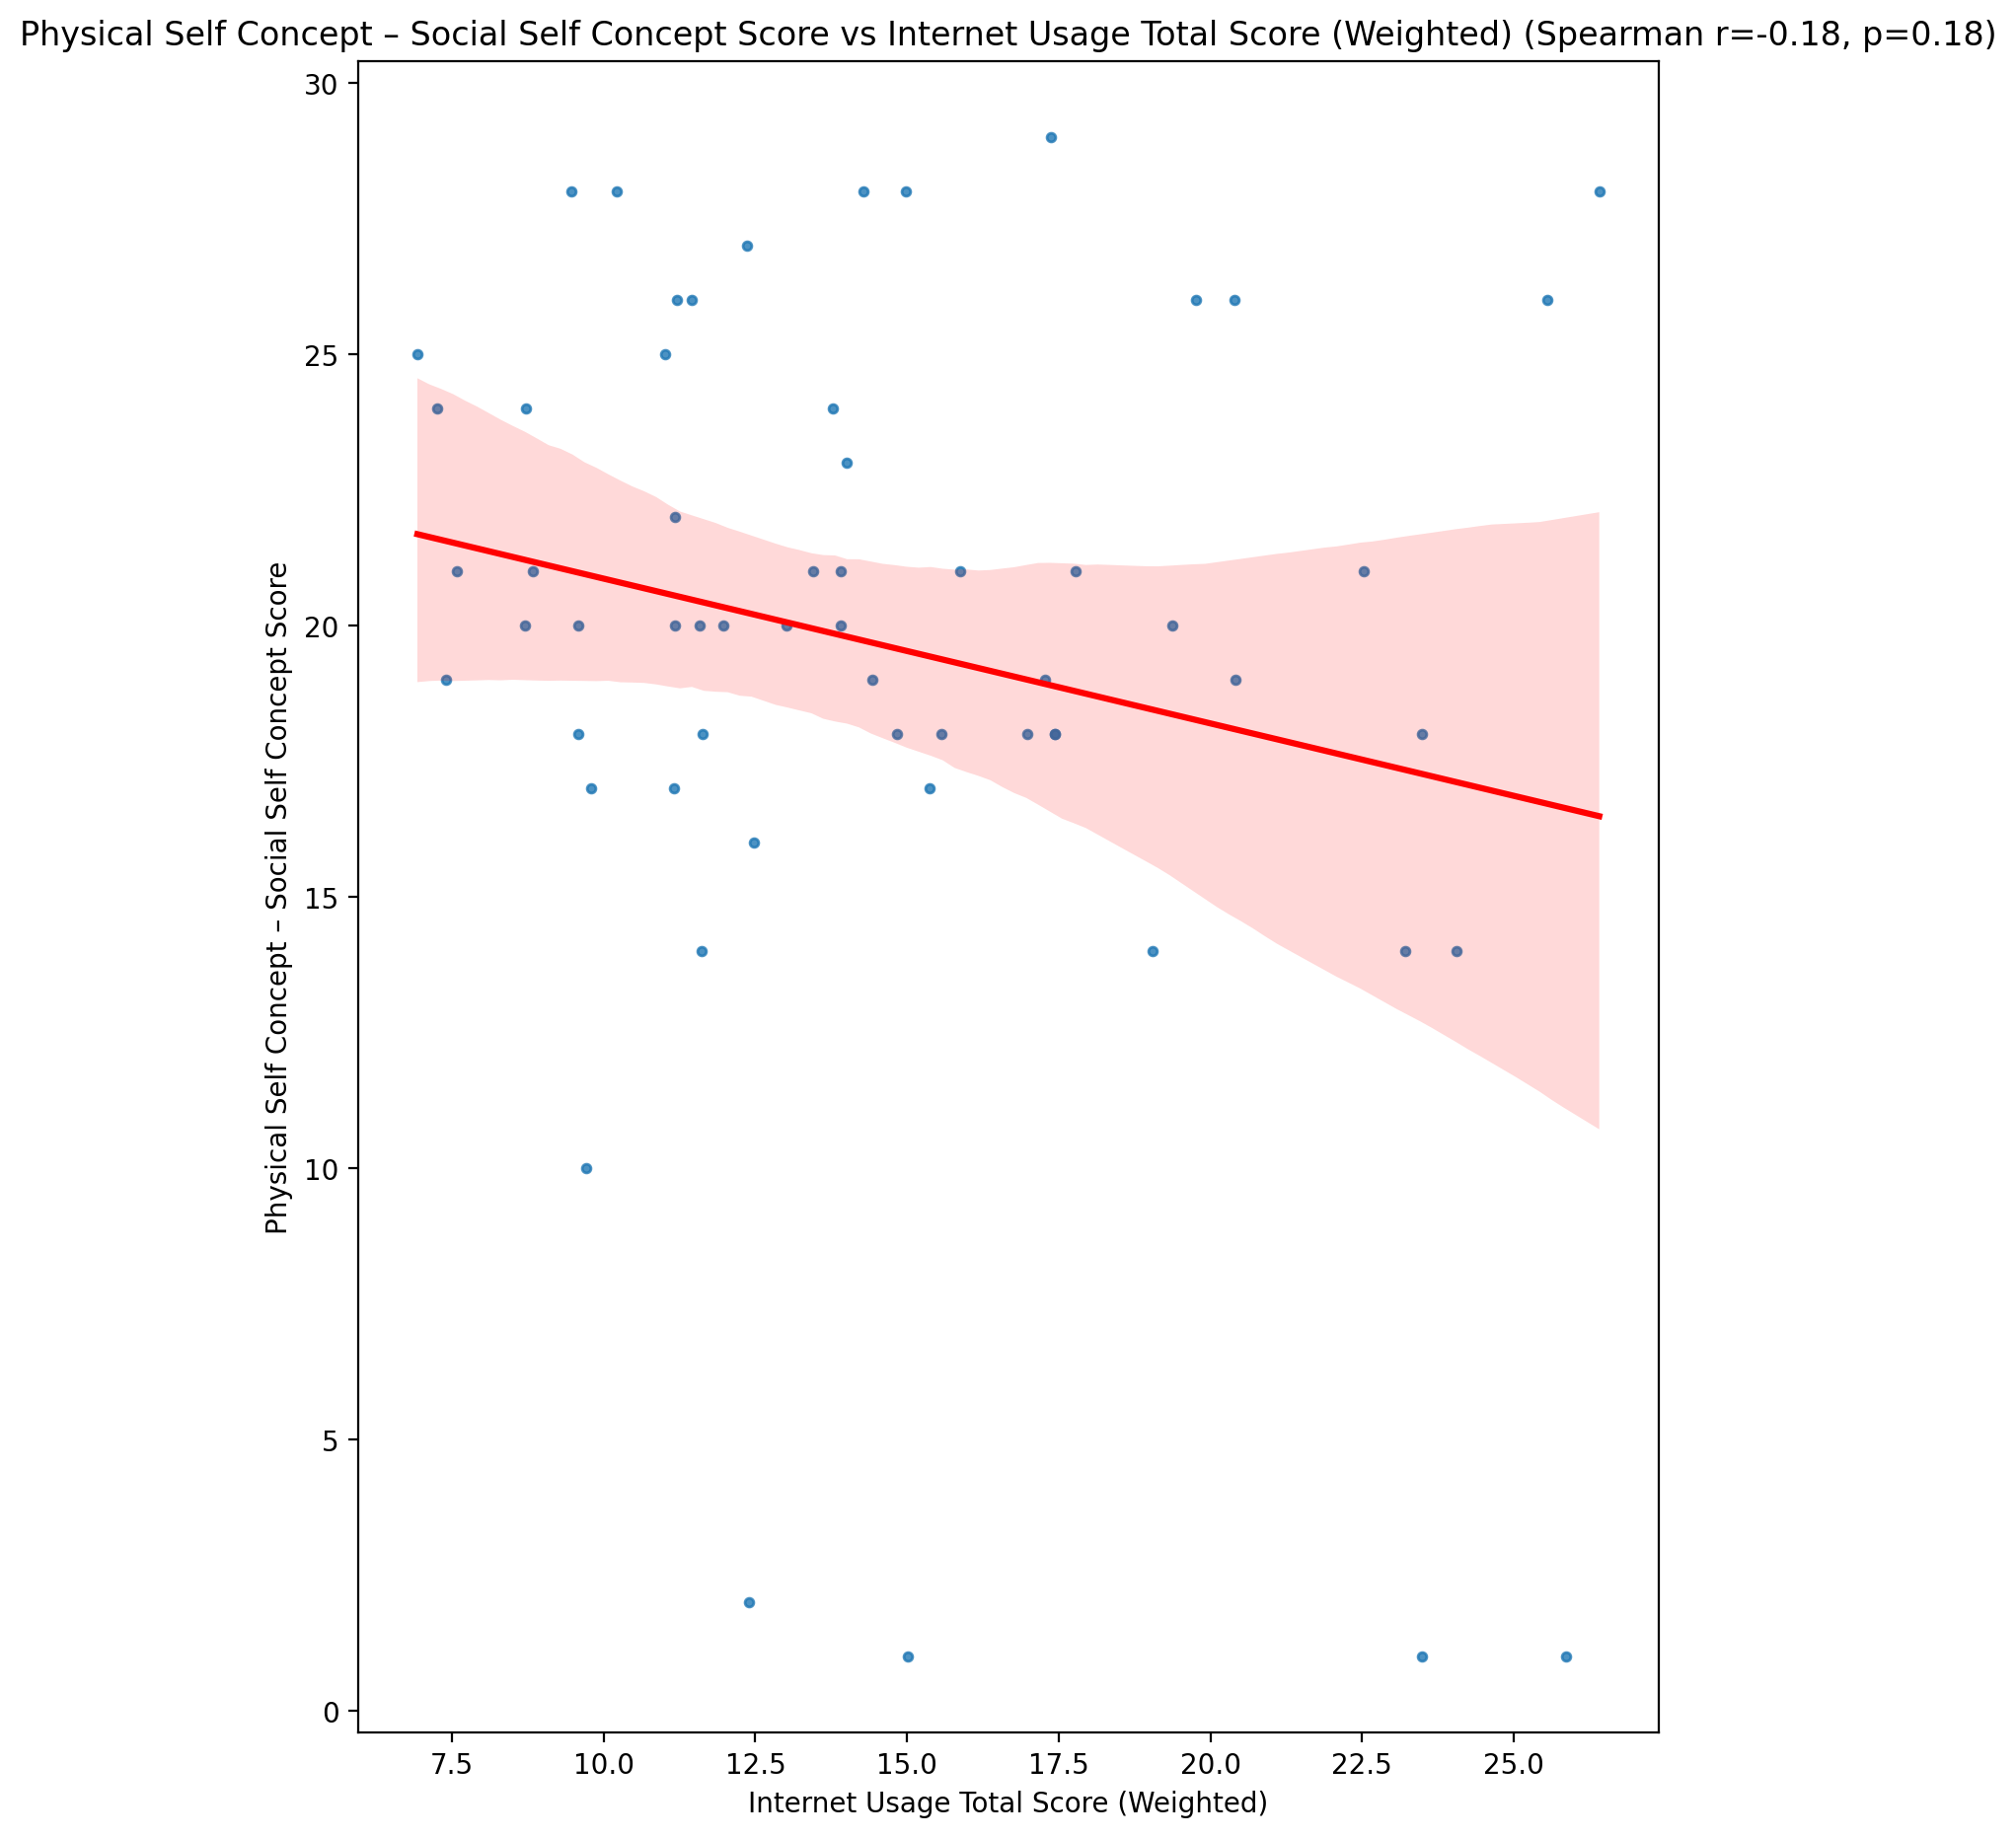 Physical Self Concept – Social Self Concept Score vs Internet Usage Total Score (Weighted) (Spearman r=-0.18, p=0.18)
Physical Self Concept – Social Self Concept Score
30
25
20
15
10
5
0
7.5 10.0 12.5 15.0 17.5 20.0 22.5 25.0
Internet Usage Total Score (Weighted)